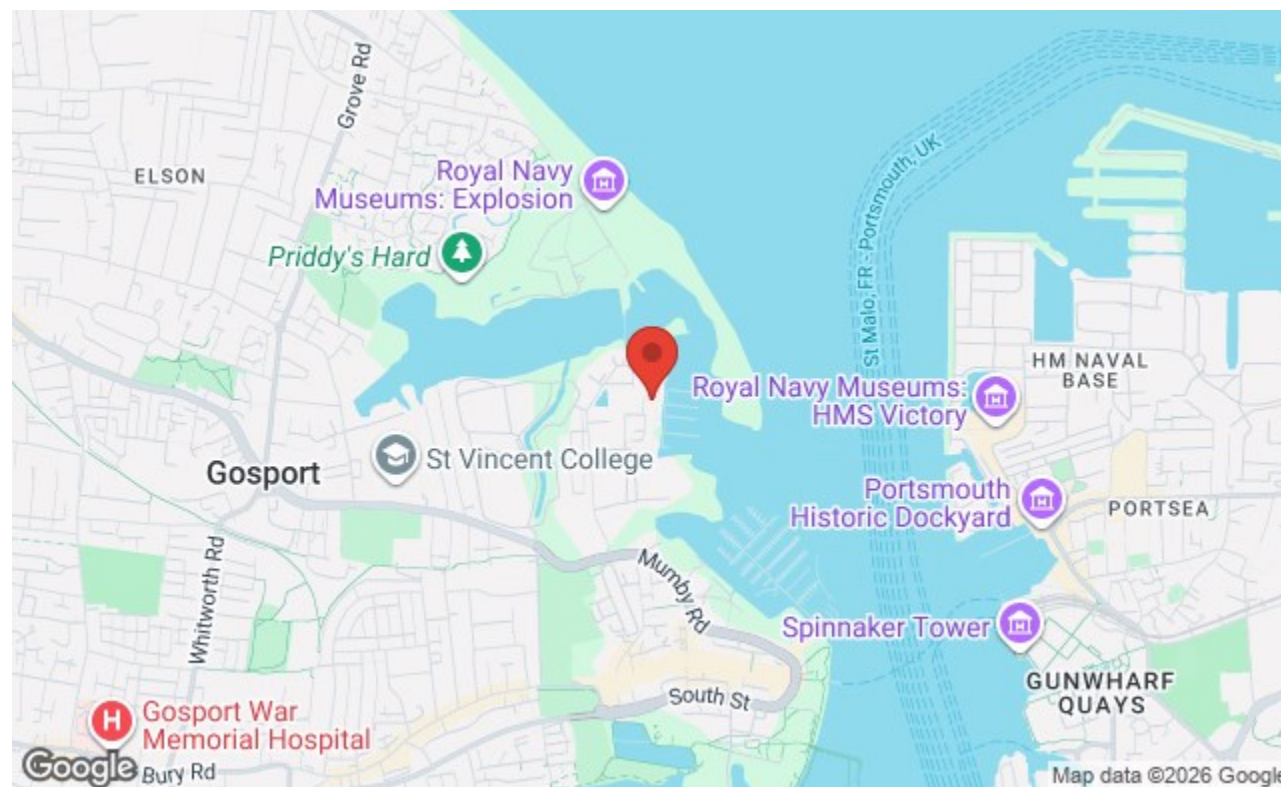 Grove Rd
ELSON
Royal Navy
Museums: Explosion
Priddy's Hard
St Malo, FR - Portsmouth, UK
HM NAVAL
BASE
Royal Navy Museums:
HMS Victory
St Vincent College
Gosport
Portsmouth
Historic Dockyard
PORTSEA
Whitworth Rd
Mumby Rd
Spinnaker Tower
South St
GUNWHARF
QUAYS
H
Gosport War
Memorial Hospital
Google
Bury Rd
Map data ©2026 Google